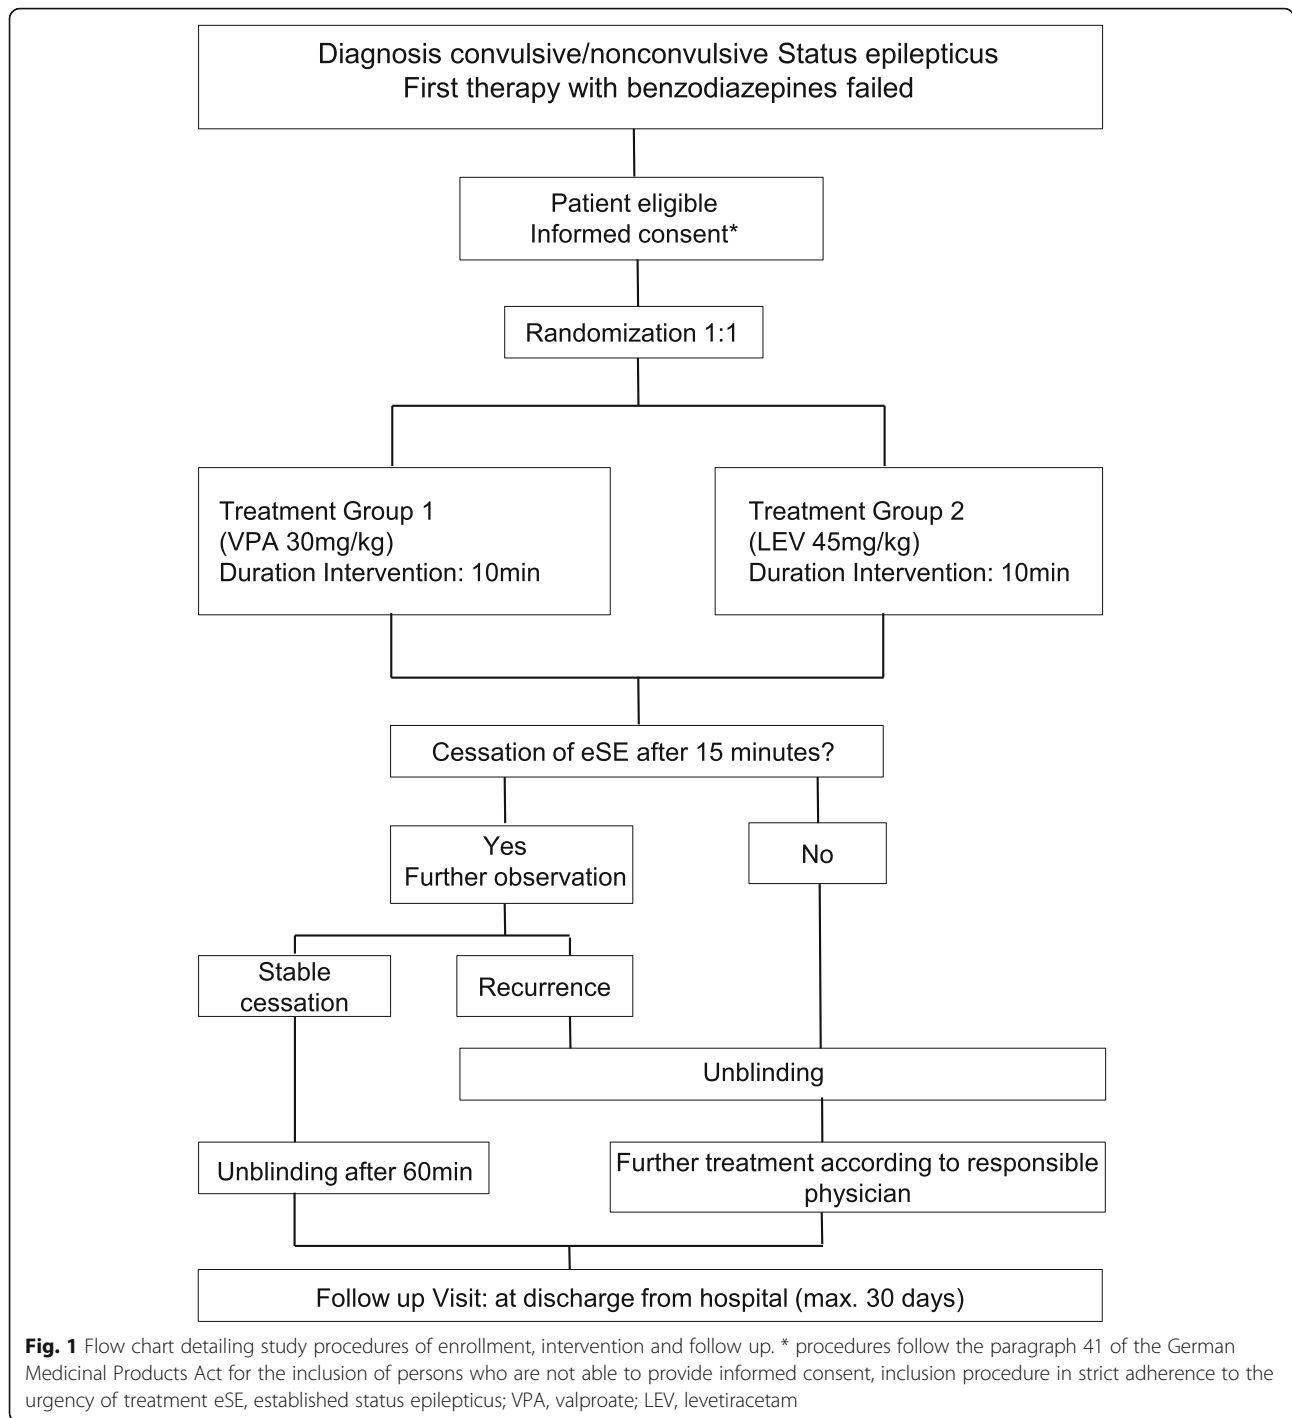 Diagnosis convulsive/nonconvulsive Status epilepticus
First therapy with benzodiazepines failed
Patient eligible
Informed consent*
Randomization 1:1
Treatment Group 1
(VPA 30mg/kg)
Duration Intervention: 10min
Treatment Group 2
(LEV 45mg/kg)
Duration Intervention: 10min
Cessation of eSE after 15 minutes?
Yes
Further observation
No
Stable
cessation
Recurrence
Unblinding
Unblinding after 60min
Further treatment according to responsible
physician
Follow up Visit: at discharge from hospital (max. 30 days)
Fig. 1 Flow chart detailing study procedures of enrollment, intervention and follow up. * procedures follow the paragraph 41 of the German
Medicinal Products Act for the inclusion of persons who are not able to provide informed consent, inclusion procedure in strict adherence to the
urgency of treatment eSE, established status epilepticus; VPA, valproate; LEV, levetiracetam